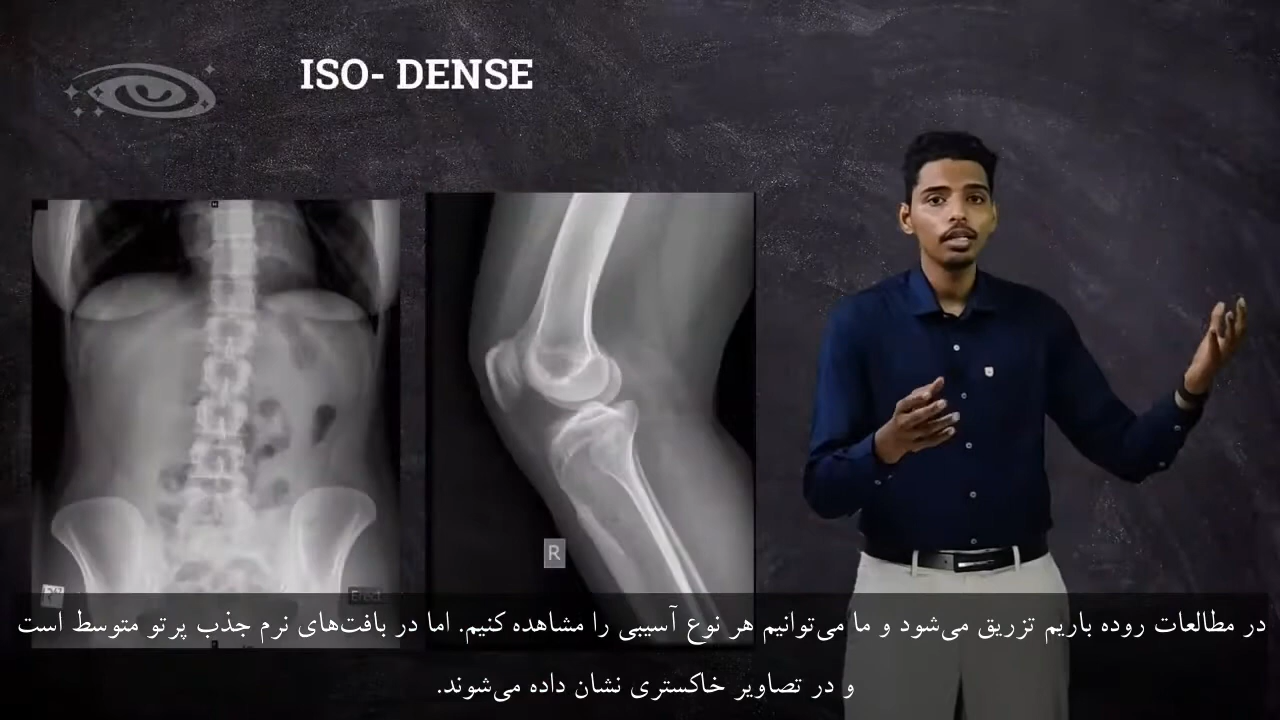 ISO- DENSE
R
Erect
در مطالعات روده باریم تزریق می‌شود و ما می‌توانیم هر نوع آسیبی را مشاهده کنیم. اما در بافت‌های نرم جذب پرتو متوسط است
و در تصاویر خاکستری نشان داده می‌شوند.